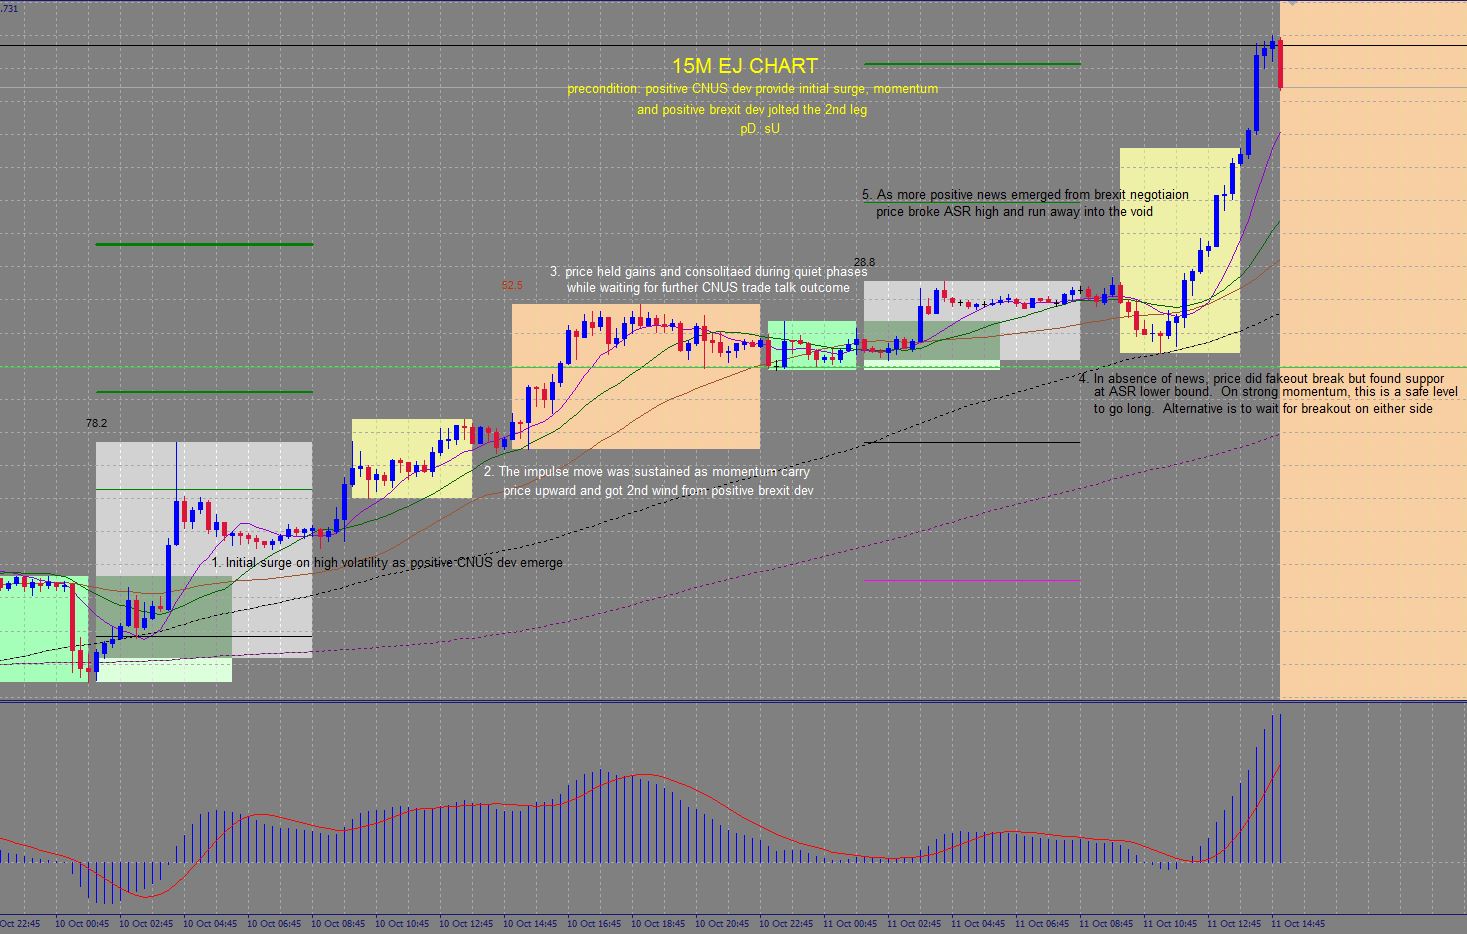 .731
15M EJ CHART
precondition: positive CNUS dev provide initial surge, momentum
and positive brexit dev jolted the 2nd leg
pD. sU
5. As more positive news emerged from brexit negotiaion
price broke ASR high and run away into the void
28.8
3. price held gains and consolitaed during quiet phases
while waiting for further CNUS trade talk outcome
52.5
4. In absence of news, price did fakeout break but found suppor
at ASR lower bound. On strong momentum, this is a safe level
to go long. Alternative is to wait for breakout on either side
78.2
2. The impulse move was sustained as momentum carry
price upward and got 2nd wind from positive brexit dev
1. Initial surge on high volatility as positive CNUS dev emerge
Oct 22:45 10 Oct 00:45 10 Oct 02:45 10 Oct 04:45 10 Oct 06:45 10 Oct 08:45 10 Oct 10:45 10 Oct 12:45 10 Oct 14:45 10 Oct 16:45 10 Oct 18:45 10 Oct 20:45 10 Oct 22:45 11 Oct 00:45 11 Oct 02:45 11 Oct 04:45 11 Oct 06:45 11 Oct 08:45 11 Oct 10:45 11 Oct 12:45 11 Oct 14:45